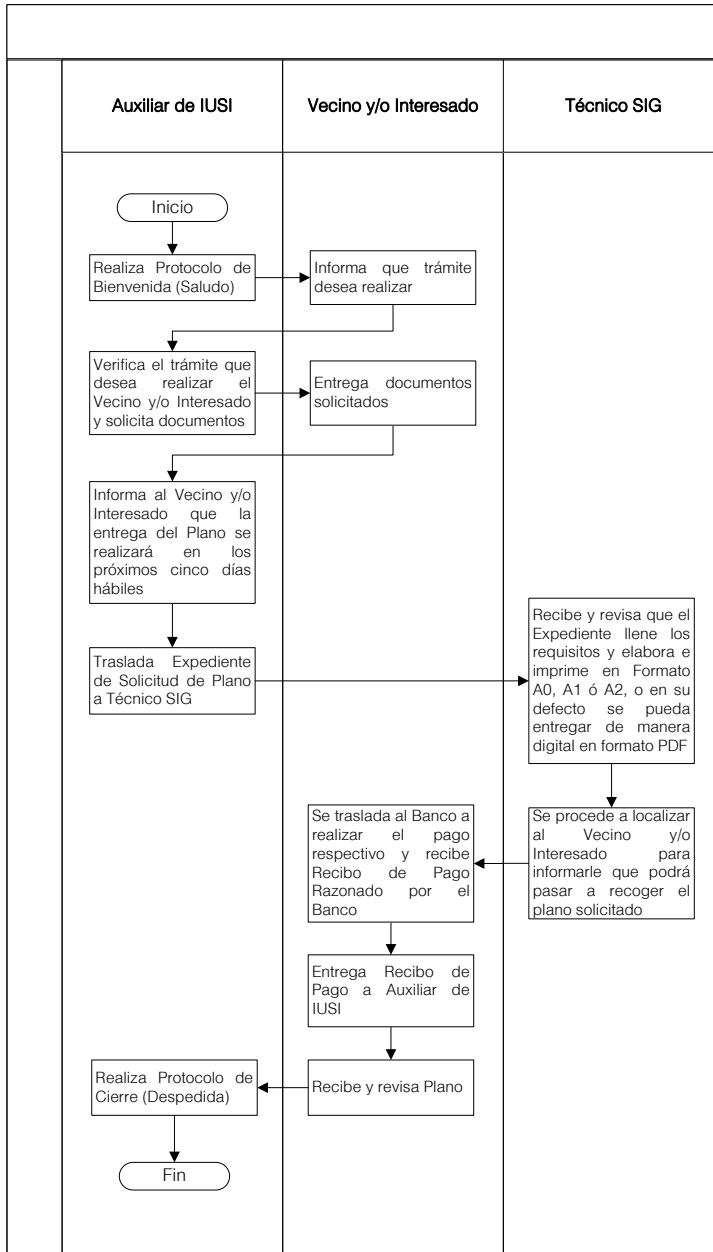 Auxiliar de IUSI
Vecino y/o Interesado
Técnico SIG
Inicio
Realiza Protocolo de
Bienvenida (Saludo)
Informa que trámite
desea realizar
Verifica el trámite que
desea realizar el
Vecino y/o Interesado
y solicita documentos
Entrega documentos
solicitados
Informa al Vecino y/o
Interesado que la
entrega del Plano se
realizará en los
próximos cinco días
hábiles
Traslada Expediente
de Solicitud de Plano
a Técnico SIG
Recibe y revisa que el
Expediente llene los
requisitos y elabora e
imprime en Formato
A0, A1 ó A2, o en su
defecto se pueda
entregar de manera
digital en formato PDF
Se procede a localizar
al Vecino y/o
Interesado para
informarle que podrá
pasar a recoger el
plano solicitado
Se traslada al Banco a
realizar el pago
respectivo y recibe
Recibo de Pago
Razonado por el
Banco
Entrega Recibo de
Pago a Auxiliar de
IUSI
Recibe y revisa Plano
Realiza Protocolo de
Cierre (Despedida)
Fin